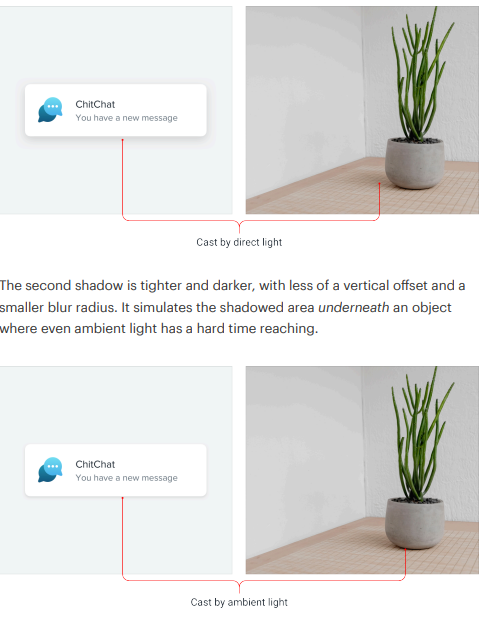 ChitChat
You have a new message
Cast by direct light
The second shadow is tighter and darker, with less of a vertical offset and a
smaller blur radius. It simulates the shadowed area underneath an object
where even ambient light has a hard time reaching.
ChitChat
You have a new message
Cast by ambient light